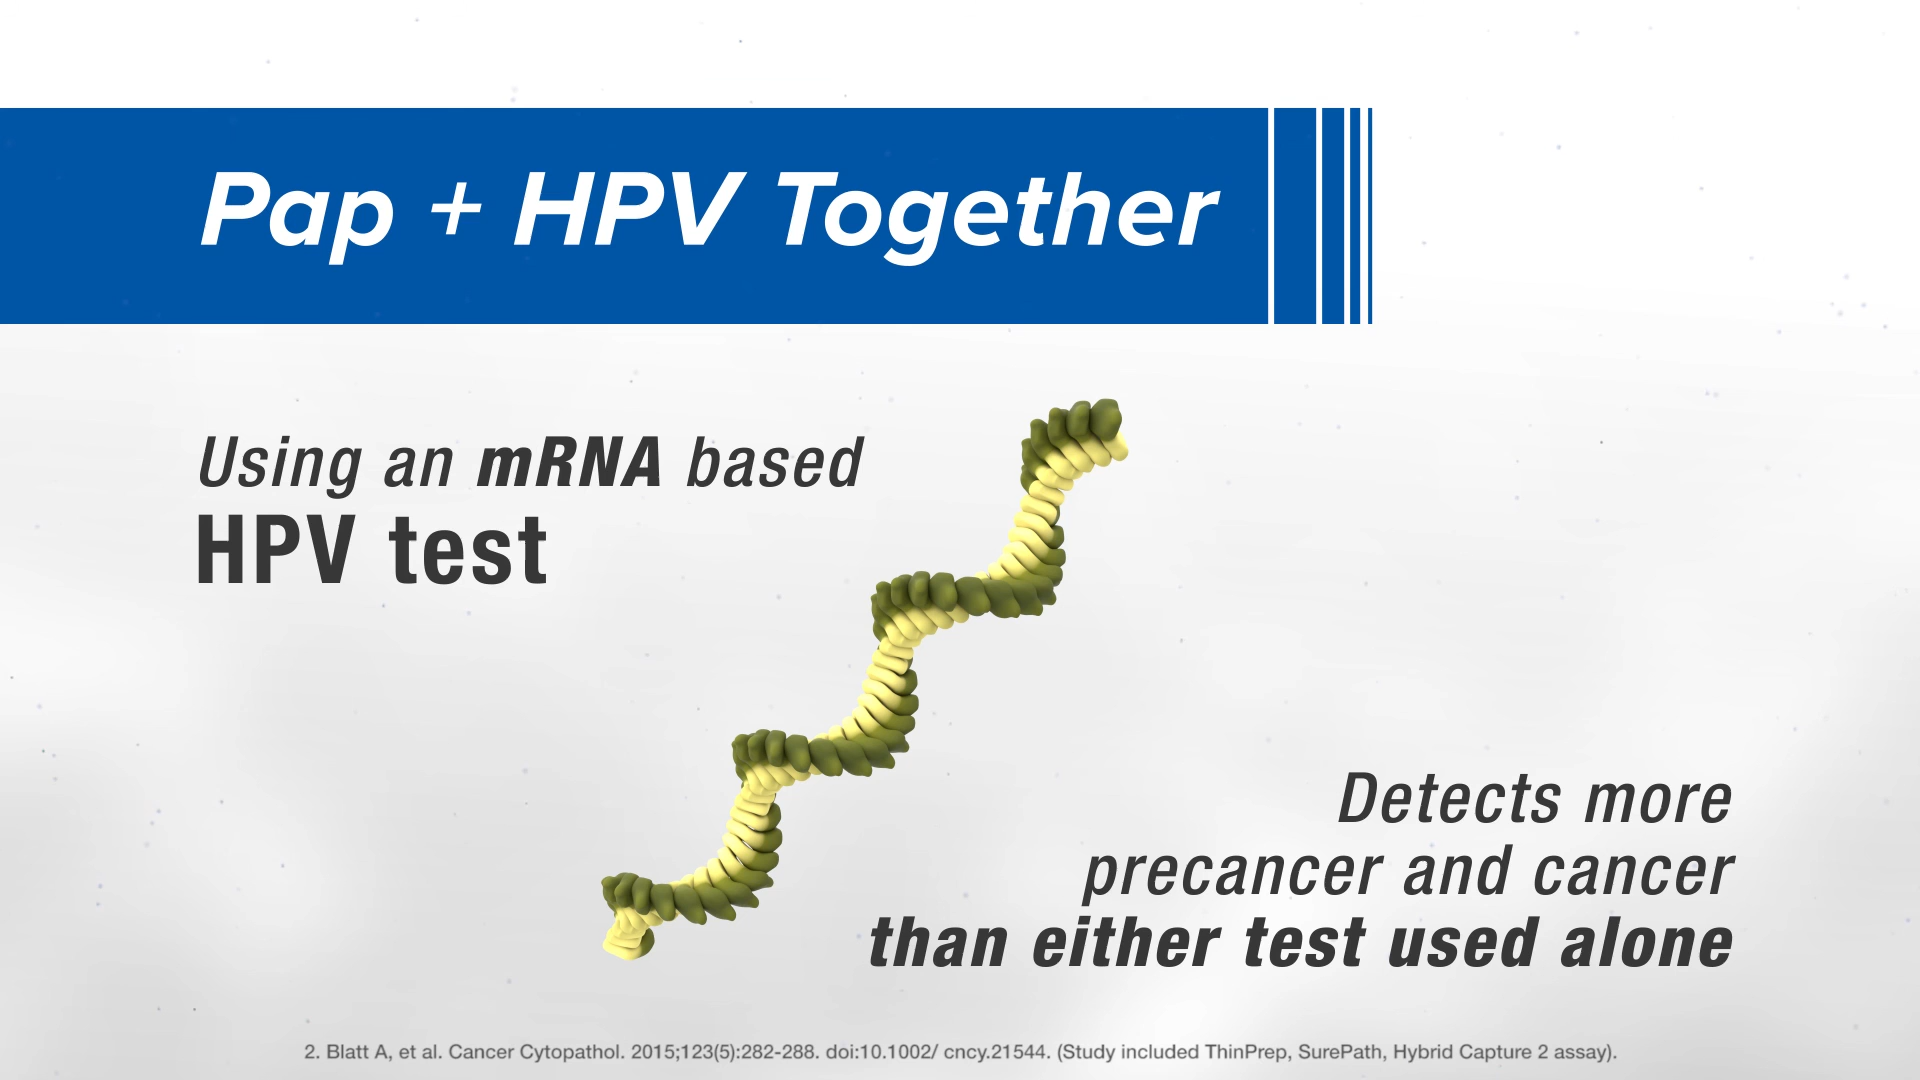 Pap + HPV Together
Using an mRNA based
HPV test
Detects more
precancer and cancer
than either test used alone
2. Blatt A, et al. Cancer Cytopathol. 2015;123(5):282-288. doi:10.1002/ cncy.21544. (Study included ThinPrep, SurePath, Hybrid Capture 2 assay).